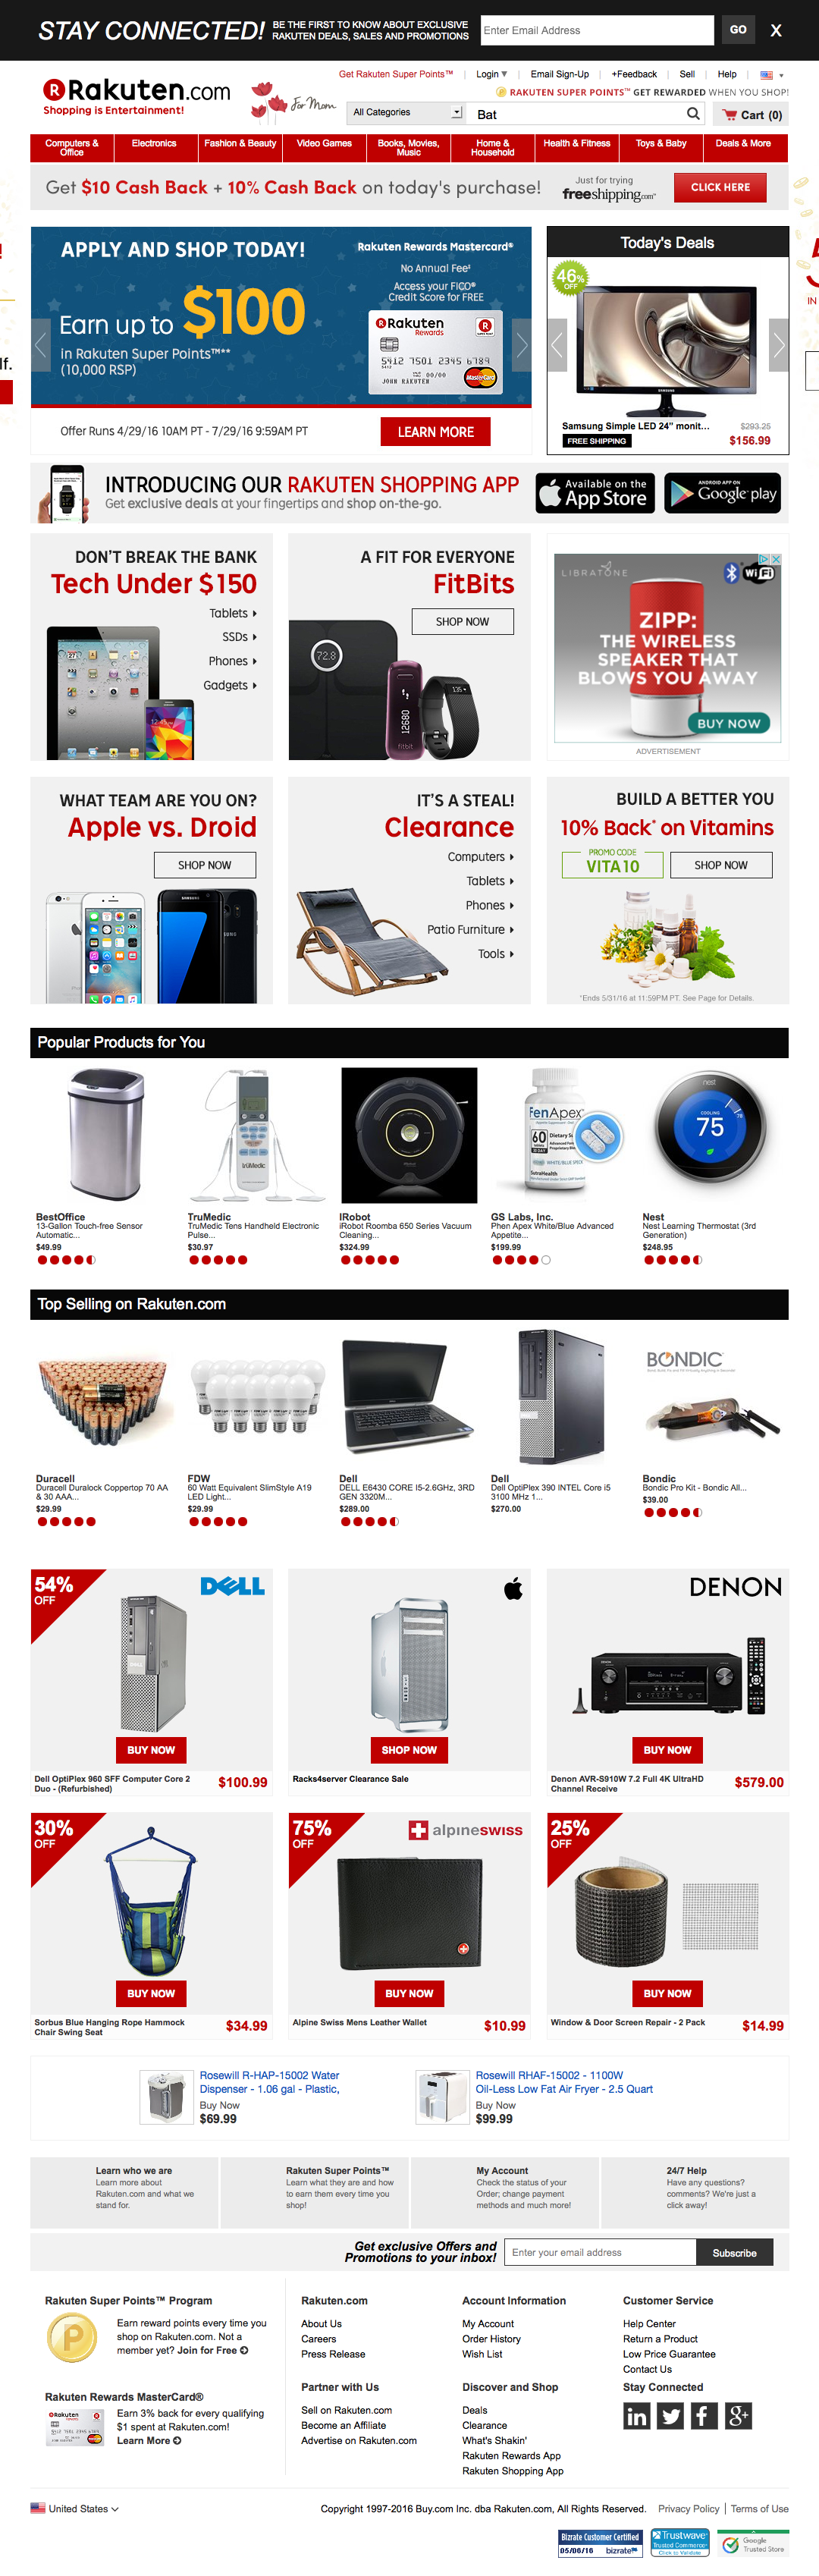 STAY CONNECTED!
BE THE FIRST TO KNOW ABOUT EXCLUSIVE
RAKUTEN DEALS, SALES AND PROMOTIONS
Enter Email Address
GO
X
Get Rakuten Super Points™
Login
Email Sign-Up
+Feedback
Sell
Help
Rakuten.com
Shopping is Entertainment!
For Mom
RAKUTEN SUPER POINTS™ GET REWARDED WHEN YOU SHOP!
All Categories
Bat
Cart (0)
Computers &
Office
Electronics
Fashion & Beauty
Video Games
Books, Movies,
Music
Home &
Household
Health & Fitness
Toys & Baby
Deals & More
Get $10 Cash Back + 10% Cash Back on today's purchase!
Just for trying
freeshipping.com
CLICK HERE
APPLY AND SHOP TODAY!
Earn up to $100
in Rakuten Super Points™**
(10,000 RSP)
Rakuten Rewards Mastercard®
No Annual Fee‡
Access your FICO®
Credit Score for FREE
Rakuten
Rewards
5412 7501 2345 6789
5412
00/00
JOHN RAKUTEN
MasterCard
Offer Runs 4/29/16 10AM PT - 7/29/16 9:59AM PT
LEARN MORE
Today's Deals
46%
OFF
SAMSUNG
Samsung Simple LED 24" monit...
$293.25
FREE SHIPPING
$156.99
IN
lf.
INTRODUCING OUR RAKUTEN SHOPPING APP
Get exclusive deals at your fingertips and shop on-the-go.
Available on the
App Store
ANDROID APP ON
Google play
DON'T BREAK THE BANK
Tech Under $150
Tablets
SSDs
Phones
Gadgets
A FIT FOR EVERYONE
FitBits
SHOP NOW
72.8
12680
fitbit
135
LIBRATONE
WiFi
ZIPP:
THE WIRELESS
SPEAKER THAT
BLOWS YOU AWAY
BUY NOW
ADVERTISEMENT
WHAT TEAM ARE YOU ON?
Apple vs. Droid
SHOP NOW
SAMSUNG
IT'S A STEAL!
Clearance
Computers
Tablets
Phones
Patio Furniture
Tools
BUILD A BETTER YOU
10% Back* on Vitamins
PROMO CODE
VITA10
SHOP NOW
*Ends 5/31/16 at 11:59PM PT. See Page for Details.
Popular Products for You
truMedic
FenApex
60
Dietary
WHITE/BLUE SPECK
SutraHealth
nest
COOLING
75
BestOffice
13-Gallon Touch-free Sensor
Automatic...
$49.99
TruMedic
TruMedic Tens Handheld Electronic
Pulse...
$30.97
IRobot
iRobot Roomba 650 Series Vacuum
Cleaning...
$324.99
GS Labs, Inc.
Phen Apex White/Blue Advanced
Appetite...
$199.99
Nest
Nest Learning Thermostat (3rd
Generation)
$248.95
Top Selling on Rakuten.com
BONDIC
Duracell
Duracell Duralock Coppertop 70 AA
& 30 AAA...
$29.99
FDW
60 Watt Equivalent SlimStyle A19
LED Light...
$29.99
Dell
DELL E6430 CORE I5-2.6GHz, 3RD
GEN 3320M...
$289.00
Dell
Dell OptiPlex 390 INTEL Core i5
3100 MHz 1...
$270.00
Bondic
Bondic Pro Kit - Bondic All...
$39.00
54%
OFF
DELL
BUY NOW
Dell OptiPlex 960 SFF Computer Core 2
Duo - (Refurbished)
$100.99
SHOP NOW
Racks4server Clearance Sale
DENON
BUY NOW
Denon AVR-S910W 7.2 Full 4K UltraHD
Channel Receive
$579.00
30%
OFF
BUY NOW
Sorbus Blue Hanging Rope Hammock
Chair Swing Seat
$34.99
75%
OFF
alpineswiss
BUY NOW
Alpine Swiss Mens Leather Wallet
$10.99
25%
OFF
BUY NOW
Window & Door Screen Repair - 2 Pack
$14.99
Rosewill R-HAP-15002 Water
Dispenser - 1.06 gal - Plastic,
Buy Now
$69.99
Rosewill RHAF-15002 - 1100W
Oil-Less Low Fat Air Fryer - 2.5 Quart
Buy Now
$99.99
Learn who we are
Learn more about
Rakuten.com and what we
stand for.
Rakuten Super Points™
Learn what they are and how
to earn them every time you
shop!
My Account
Check the status of your
Order; change payment
methods and much more!
24/7 Help
Have any questions?
comments? We're just a
click away!
Get exclusive Offers and
Promotions to your inbox!
Enter your email address
Subscribe
Rakuten Super Points™ Program
Earn reward points every time you
shop on Rakuten.com. Not a
member yet? Join for Free
Rakuten Rewards MasterCard®
Earn 3% back for every qualifying
$1 spent at Rakuten.com!
Learn More
Rakuten.com
About Us
Careers
Press Release
Partner with Us
Sell on Rakuten.com
Become an Affiliate
Advertise on Rakuten.com
Account Information
My Account
Order History
Wish List
Discover and Shop
Deals
Clearance
What's Shakin'
Rakuten Rewards App
Rakuten Shopping App
Customer Service
Help Center
Return a Product
Low Price Guarantee
Contact Us
Stay Connected
United States
Copyright 1997-2016 Buy.com Inc. dba Rakuten.com, All Rights Reserved.
Privacy Policy
Terms of Use
Bizrate Customer Certified
05/06/16
bizrate
Trustwave
Trusted Commerce
Click to Validate
Google
Trusted Store